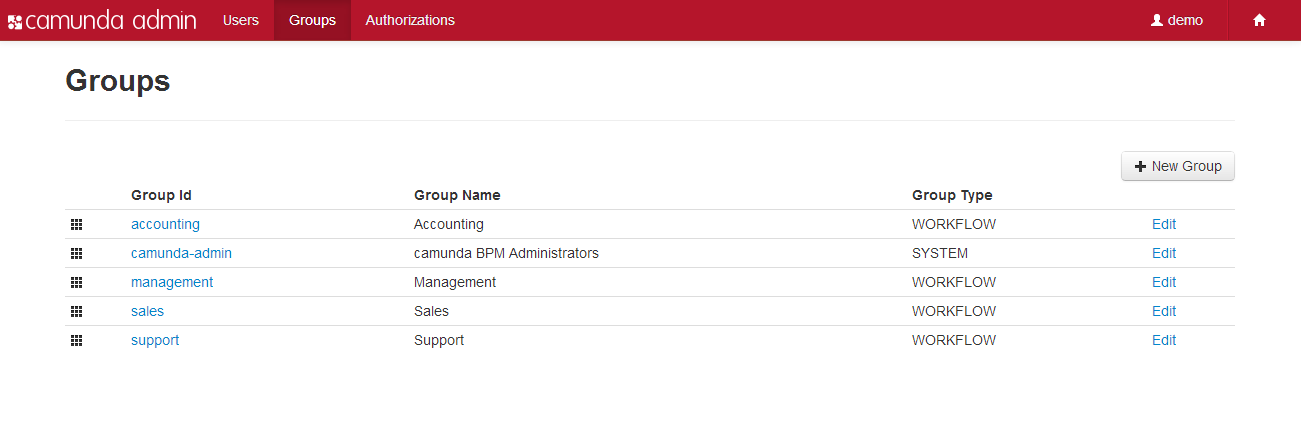 camunda admin Users Groups Authorizations demo
Groups
New Group
Group Id Group Name Group Type
accounting Accounting WORKFLOW Edit
camunda-admin camunda BPM Administrators SYSTEM Edit
management Management WORKFLOW Edit
sales Sales WORKFLOW Edit
support Support WORKFLOW Edit